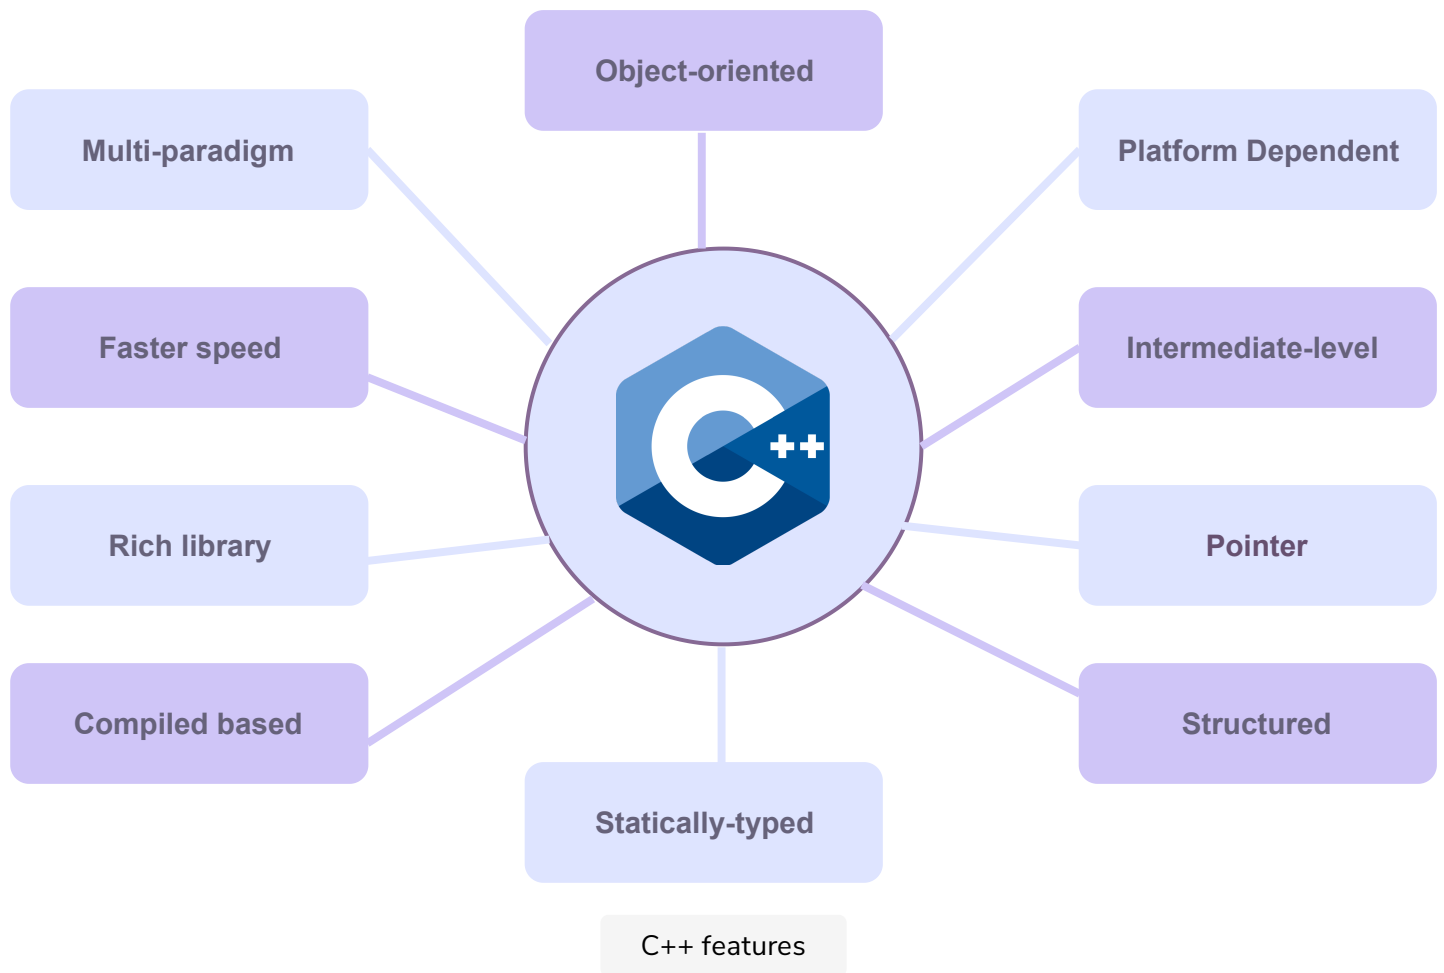 Object-oriented
Multi-paradigm
Platform Dependent
Faster speed
Intermediate-level
C++
Rich library
Pointer
Compiled based
Structured
Statically-typed
C++ features